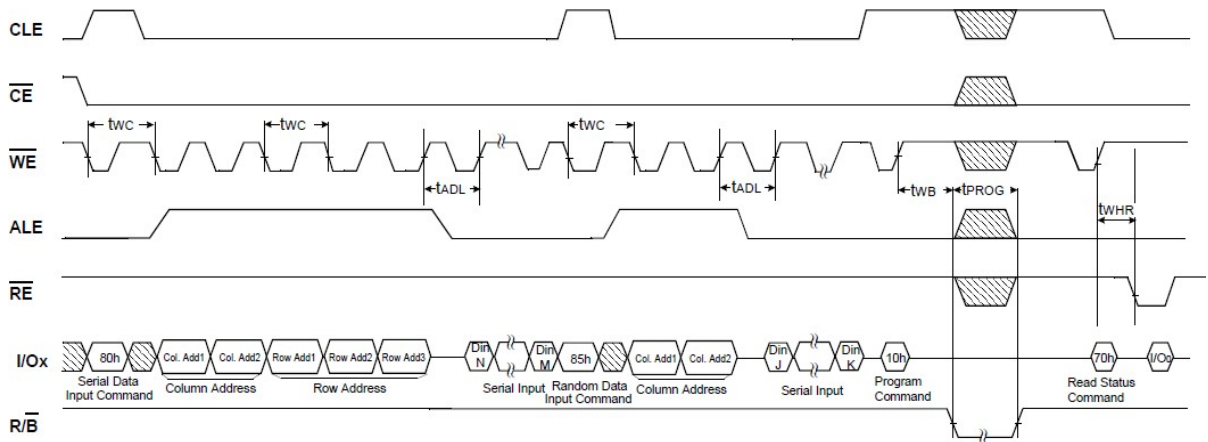 CLE
CE
tWC tWC tWC
WE
tADL tADL tWB tPROG
tWHR
ALE
RE
I/Ox 80h Col. Add1 Col. Add2 Row Add1 Row Add2 Row Add3 Din N Din M 85h Col. Add1 Col. Add2 Din J Din K 10h 70h I/O0
Serial Data Input Command Column Address Row Address Serial Input Random Data Input Command Column Address Serial Input Program Command Read Status Command
R/B